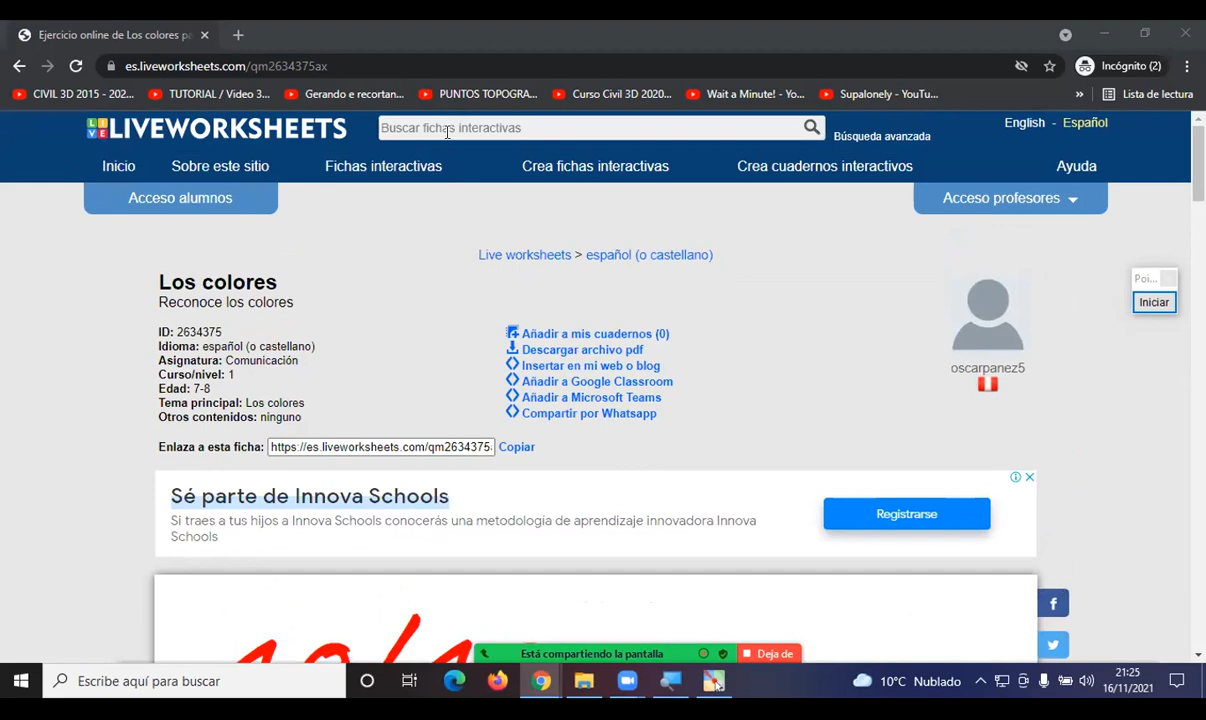 Ejercicio online de Los colores pa
es.liveworksheets.com/qm2634375ax
Incógnito (2)
CIVIL 3D 2015 - 202...
TUTORIAL / Video 3...
Gerando e recortan...
PUNTOS TOPOGRA...
Curso Civil 3D 2020...
Wait a Minute! - Yo...
Supalonely - YouTu...
»
Lista de lectura
LIVEWORKSHEETS
Buscar fichas interactivas
Búsqueda avanzada
English - Español
Inicio
Sobre este sitio
Fichas interactivas
Crea fichas interactivas
Crea cuadernos interactivos
Ayuda
Acceso alumnos
Acceso profesores
Live worksheets > español (o castellano)
Los colores
Reconoce los colores
ID: 2634375
Idioma: español (o castellano)
Asignatura: Comunicación
Curso/nivel: 1
Edad: 7-8
Tema principal: Los colores
Otros contenidos: ninguno
Añadir a mis cuadernos (0)
Descargar archivo pdf
Insertar en mi web o blog
Añadir a Google Classroom
Añadir a Microsoft Teams
Compartir por Whatsapp
oscarpanez5
Poi...
Iniciar
Enlaza a esta ficha: https://es.liveworksheets.com/qm2634375 Copiar
Sé parte de Innova Schools
Si traes a tus hijos a Innova Schools conocerás una metodología de aprendizaje innovadora Innova
Schools
Registrarse
Está compartiendo la pantalla
Deja de
Escribe aquí para buscar
10°C Nublado
21:25
16/11/2021